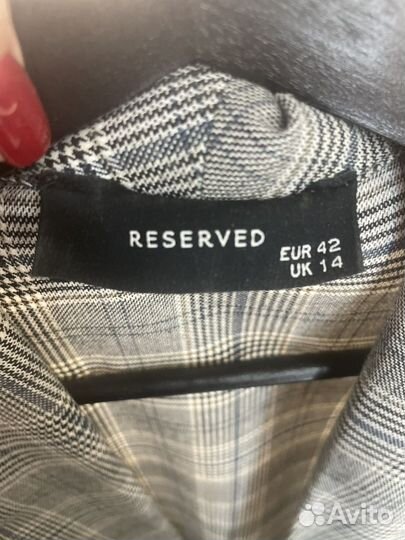 RESERVED
EUR 42
UK 14
Avito